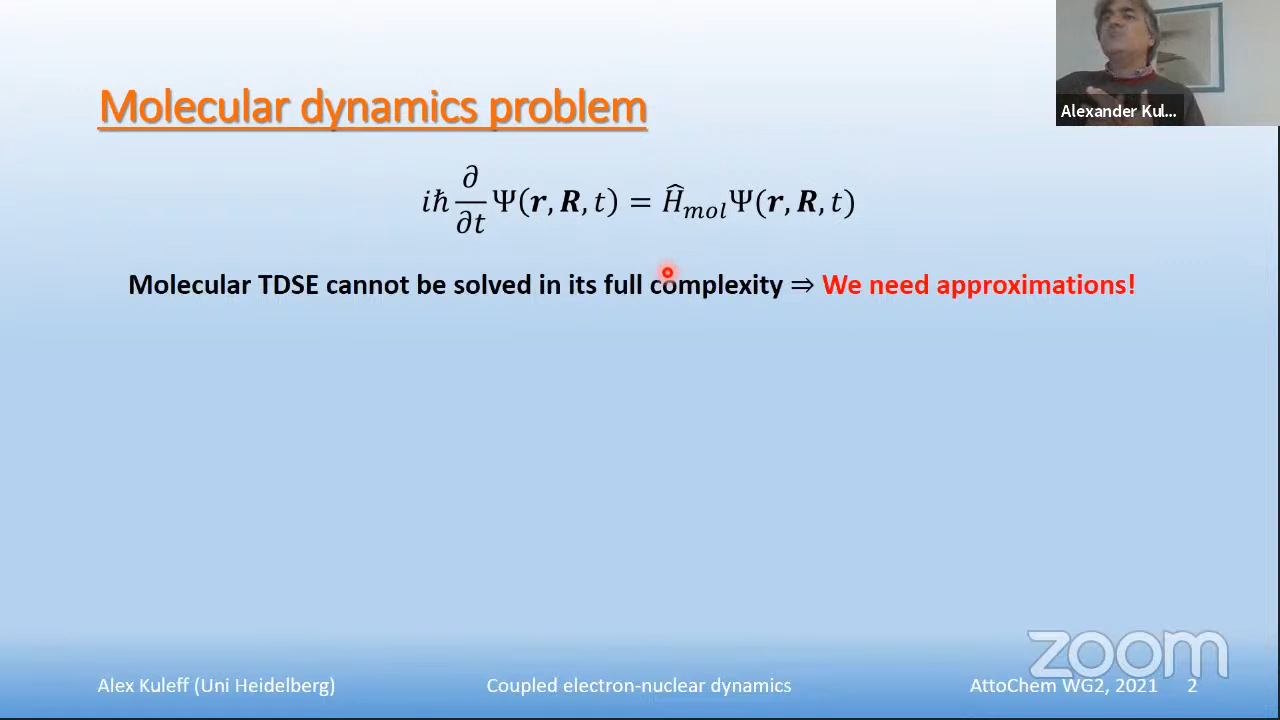 Alexander Kul...
Molecular dynamics problem
iℏ ∂/∂t Ψ(r, R, t) = Ĥ_mol Ψ(r, R, t)
Molecular TDSE cannot be solved in its full complexity ⇒ We need approximations!
zoom
Alex Kuleff (Uni Heidelberg) Coupled electron-nuclear dynamics AttoChem WG2, 2021 2